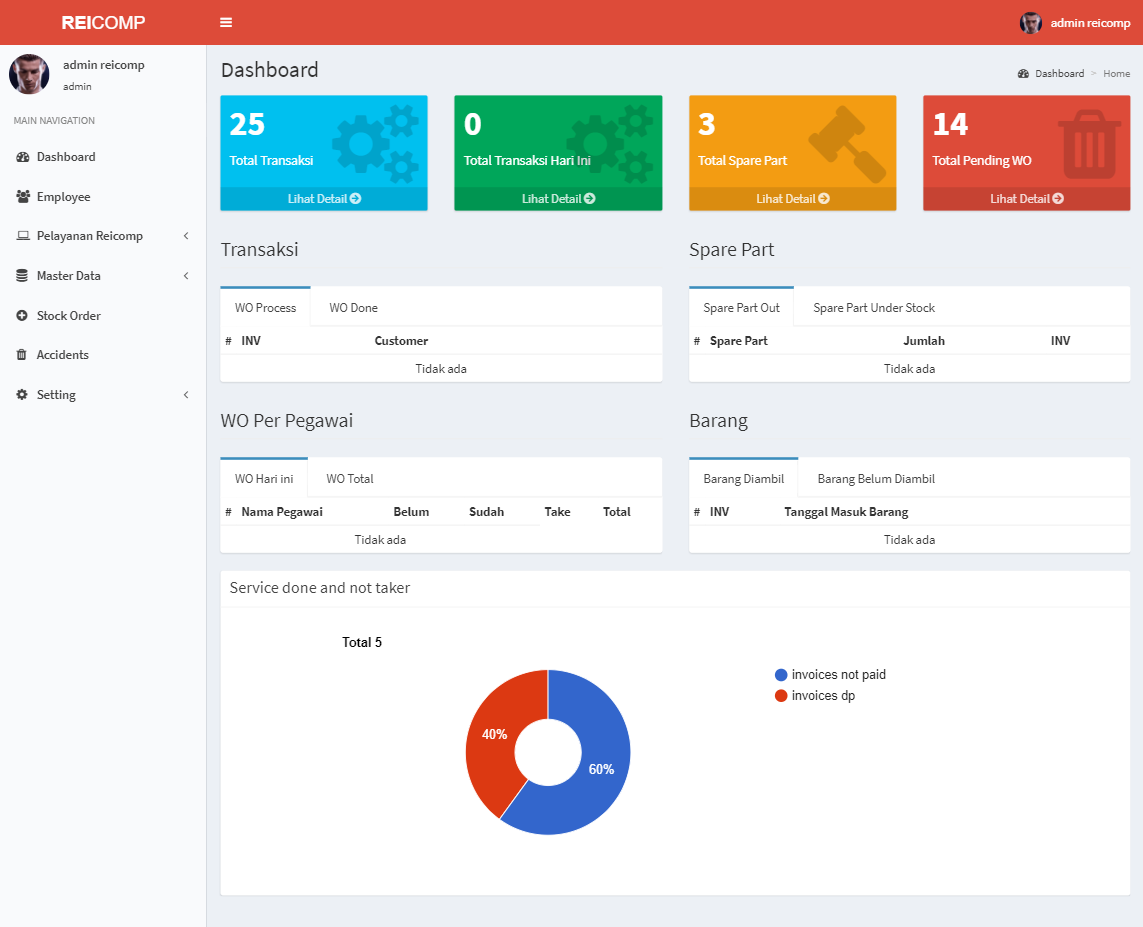 REICOMP
admin reicomp
admin reicomp
admin
MAIN NAVIGATION
Dashboard
Employee
Pelayanan Reicomp
Master Data
Stock Order
Accidents
Setting
Dashboard
Dashboard > Home
25
Total Transaksi
Lihat Detail
0
Total Transaksi Hari Ini
Lihat Detail
3
Total Spare Part
Lihat Detail
14
Total Pending WO
Lihat Detail
Transaksi
WO Process WO Done
# INV Customer
Tidak ada
Spare Part
Spare Part Out Spare Part Under Stock
# Spare Part Jumlah INV
Tidak ada
WO Per Pegawai
WO Hari ini WO Total
# Nama Pegawai Belum Sudah Take Total
Tidak ada
Barang
Barang Diambil Barang Belum Diambil
# INV Tanggal Masuk Barang
Tidak ada
Service done and not taker
Total 5
40%
60%
invoices not paid
invoices dp